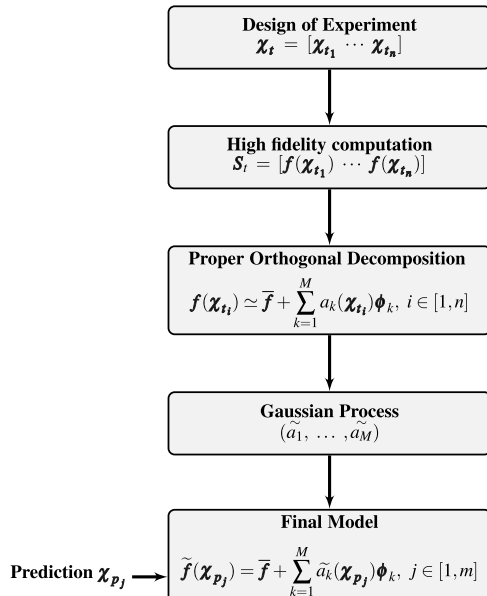 Design of Experiment
χ_t = [χ_{t_1} ⋯ χ_{t_n}]
High fidelity computation
S_t = [f(χ_{t_1}) ⋯ f(χ_{t_n})]
Proper Orthogonal Decomposition
f(χ_{t_i}) ≃ f̅ + ∑_{k=1}^{M} a_k(χ_{t_i})ϕ_k, i ∈ [1,n]
Gaussian Process
(ã_1, … ,ã_M)
Final Model
Prediction χ_{p_j}
f̃(χ_{p_j}) = f̅ + ∑_{k=1}^{M} ã_k(χ_{p_j})ϕ_k, j ∈ [1,m]